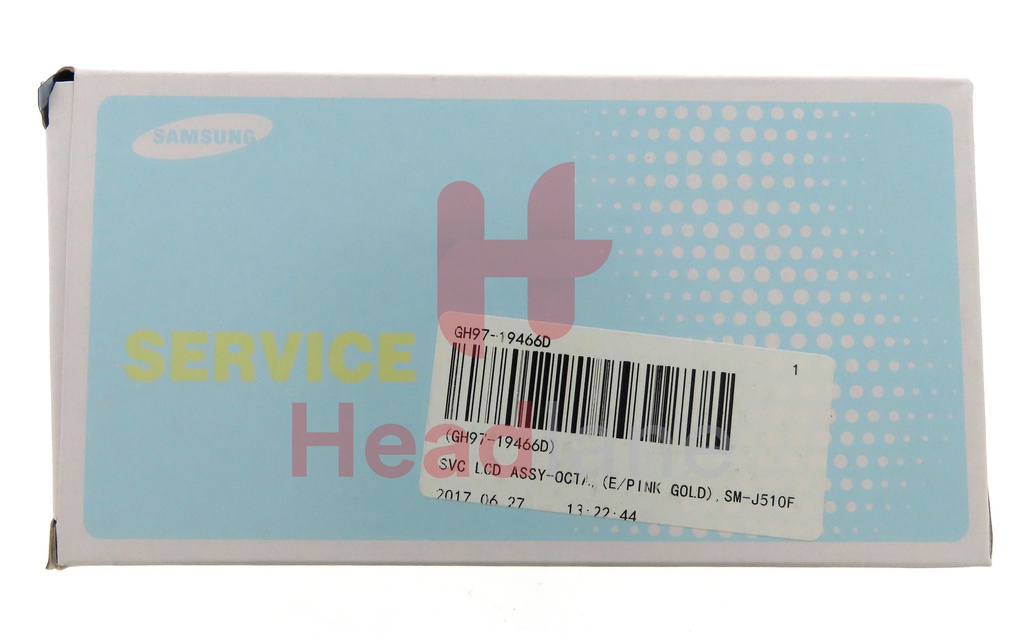 SAMSUNG
SERVICE
GH97-19466D
1
(GH97-19466D)
SVC LCD ASSY-OCTA, (E/PINK GOLD), SM-J510F
2017 06 27 13:22:44
H
Headlane